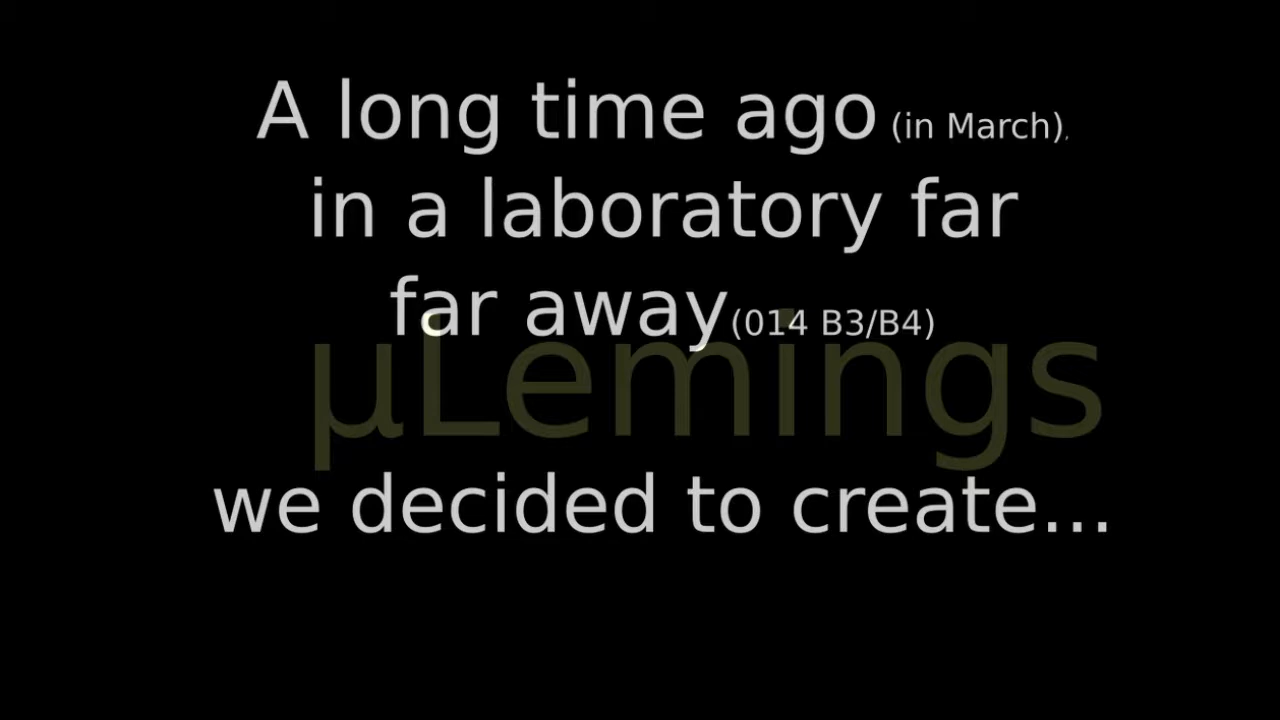 A long time ago (in March),
in a laboratory far
far away(014 B3/B4)
µLemings
we decided to create...